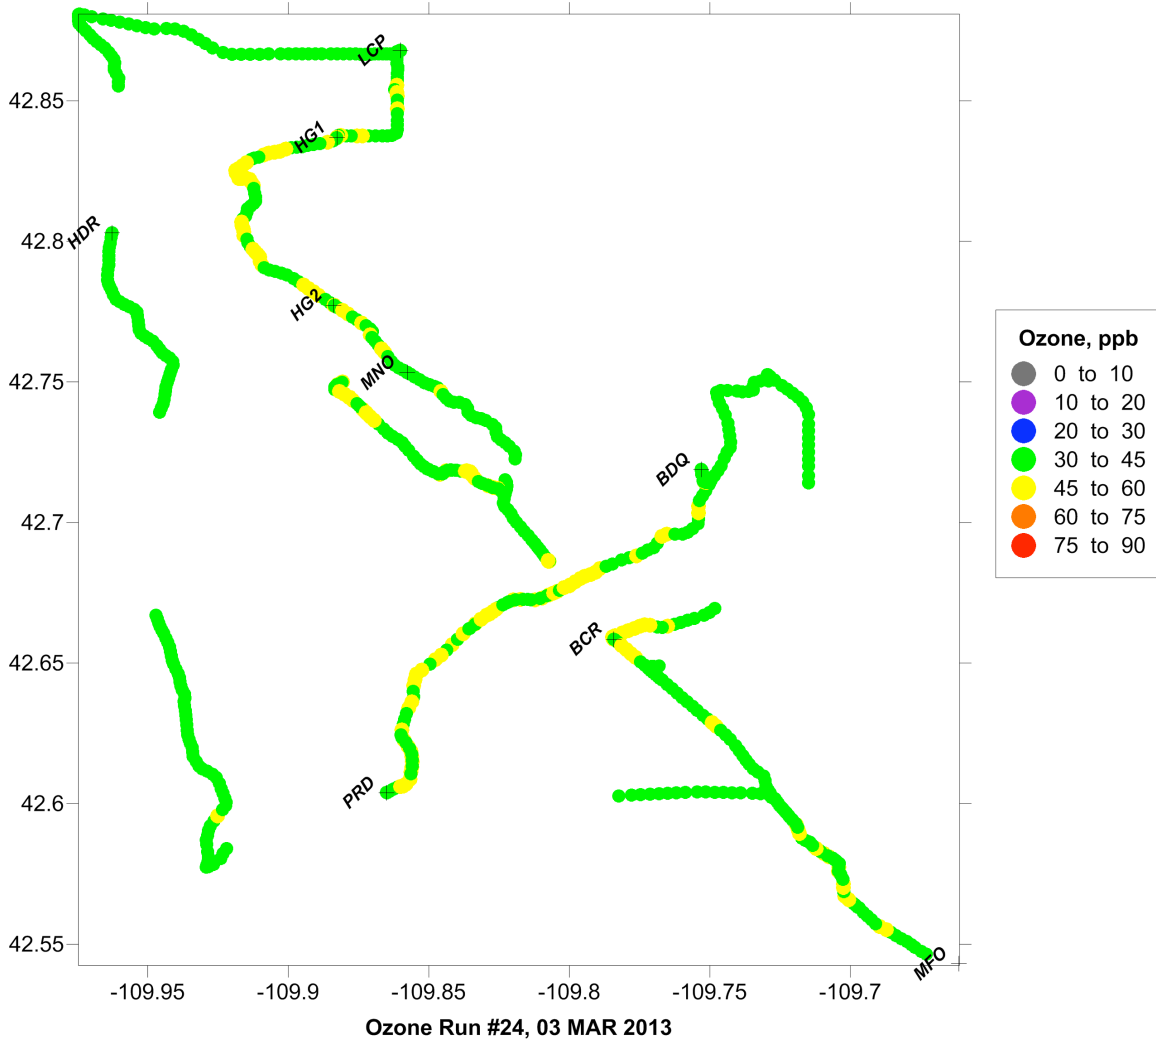 LCP
42.85
HG1
HDR
42.8
HG2
MNO
42.75
BDQ
42.7
BCR
42.65
PRD
42.6
42.55
MFO
-109.95 -109.9 -109.85 -109.8 -109.75 -109.7
Ozone Run #24, 03 MAR 2013
Ozone, ppb
0 to 10
10 to 20
20 to 30
30 to 45
45 to 60
60 to 75
75 to 90